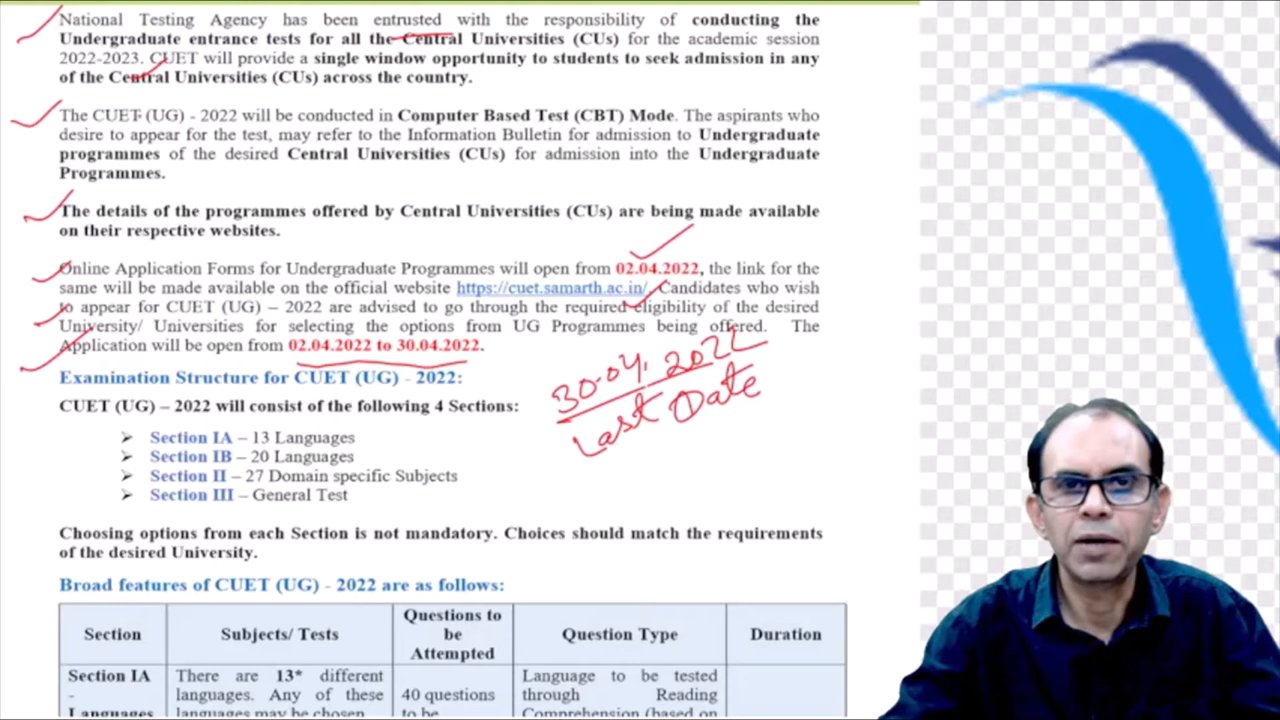 National Testing Agency has been entrusted with the responsibility of conducting the
Undergraduate entrance tests for all the Central Universities (CUs) for the academic session
2022-2023. CUET will provide a single window opportunity to students to seek admission in any
of the Central Universities (CUs) across the country.
The CUET (UG) - 2022 will be conducted in Computer Based Test (CBT) Mode. The aspirants who
desire to appear for the test, may refer to the Information Bulletin for admission to Undergraduate
programmes of the desired Central Universities (CUs) for admission into the Undergraduate
Programmes.
The details of the programmes offered by Central Universities (CUs) are being made available
on their respective websites.
Online Application Forms for Undergraduate Programmes will open from 02.04.2022, the link for the
same will be made available on the official website https://cuet.samarth.ac.in/. Candidates who wish
to appear for CUET (UG) – 2022 are advised to go through the required eligibility of the desired
University/ Universities for selecting the options from UG Programmes being offered. The
Application will be open from 02.04.2022 to 30.04.2022.
30.04.2022
Last Date
Examination Structure for CUET (UG) - 2022:
CUET (UG) – 2022 will consist of the following 4 Sections:
➢ Section IA – 13 Languages
➢ Section IB – 20 Languages
➢ Section II – 27 Domain specific Subjects
➢ Section III – General Test
Choosing options from each Section is not mandatory. Choices should match the requirements
of the desired University.
Broad features of CUET (UG) - 2022 are as follows:
Section Subjects/ Tests Questions to be Attempted Question Type Duration
Section IA There are 13* different Language to be tested
- languages. Any of these 40 questions through Reading
Languages languages may be chosen. to be Comprehension (based on